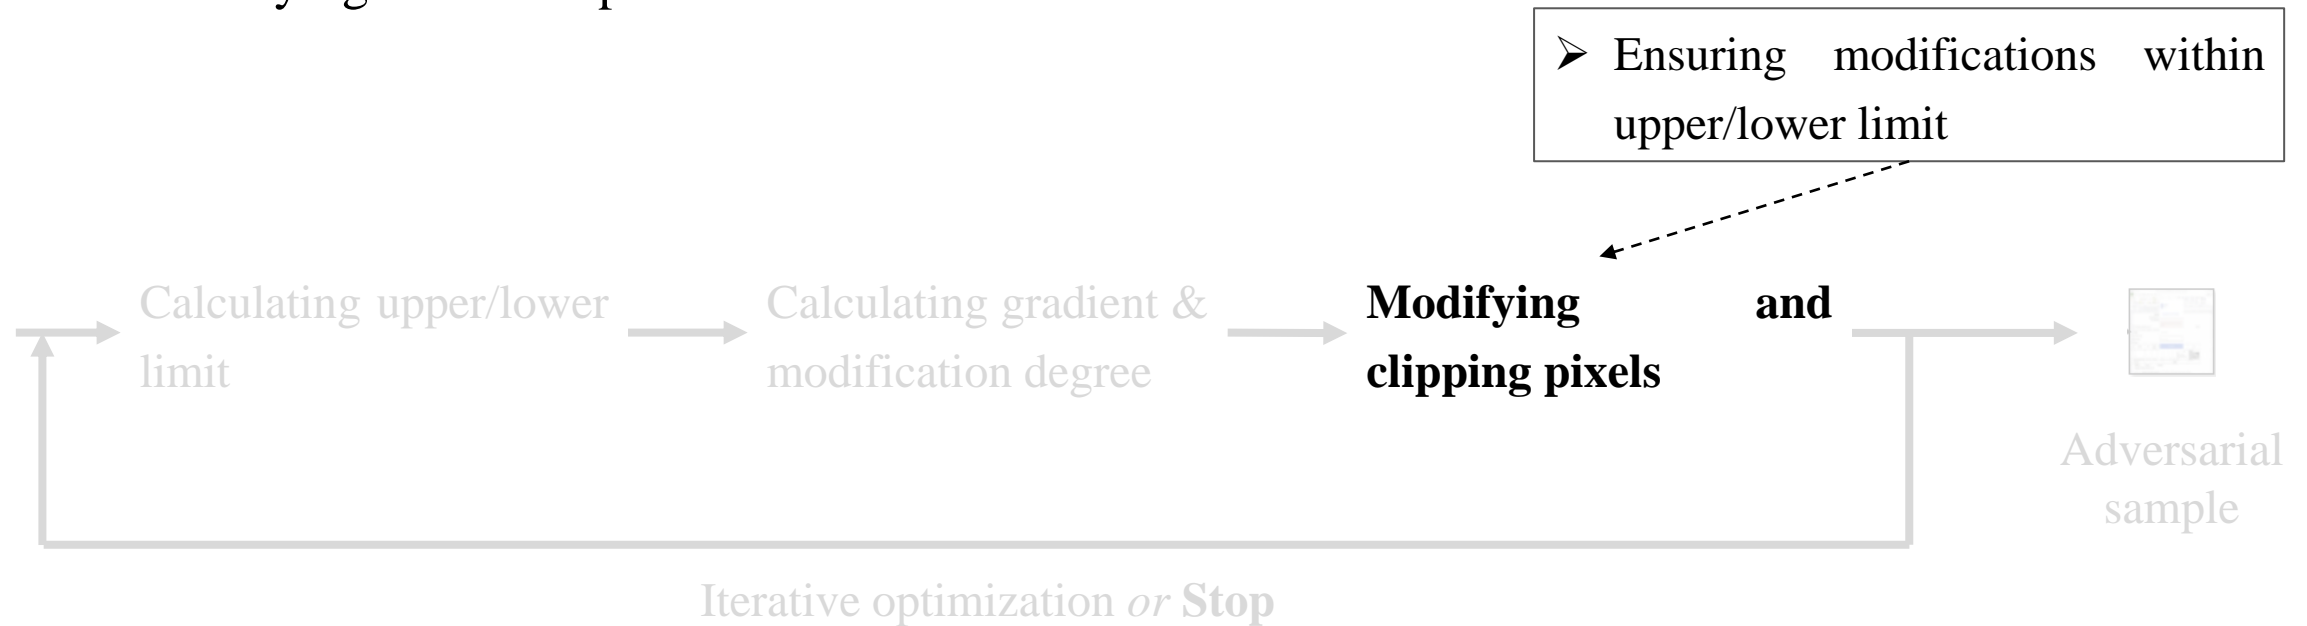 ➢ Ensuring modifications within
upper/lower limit
Calculating upper/lower
limit
Calculating gradient &
modification degree
Modifying and
clipping pixels
Adversarial
sample
Iterative optimization or Stop